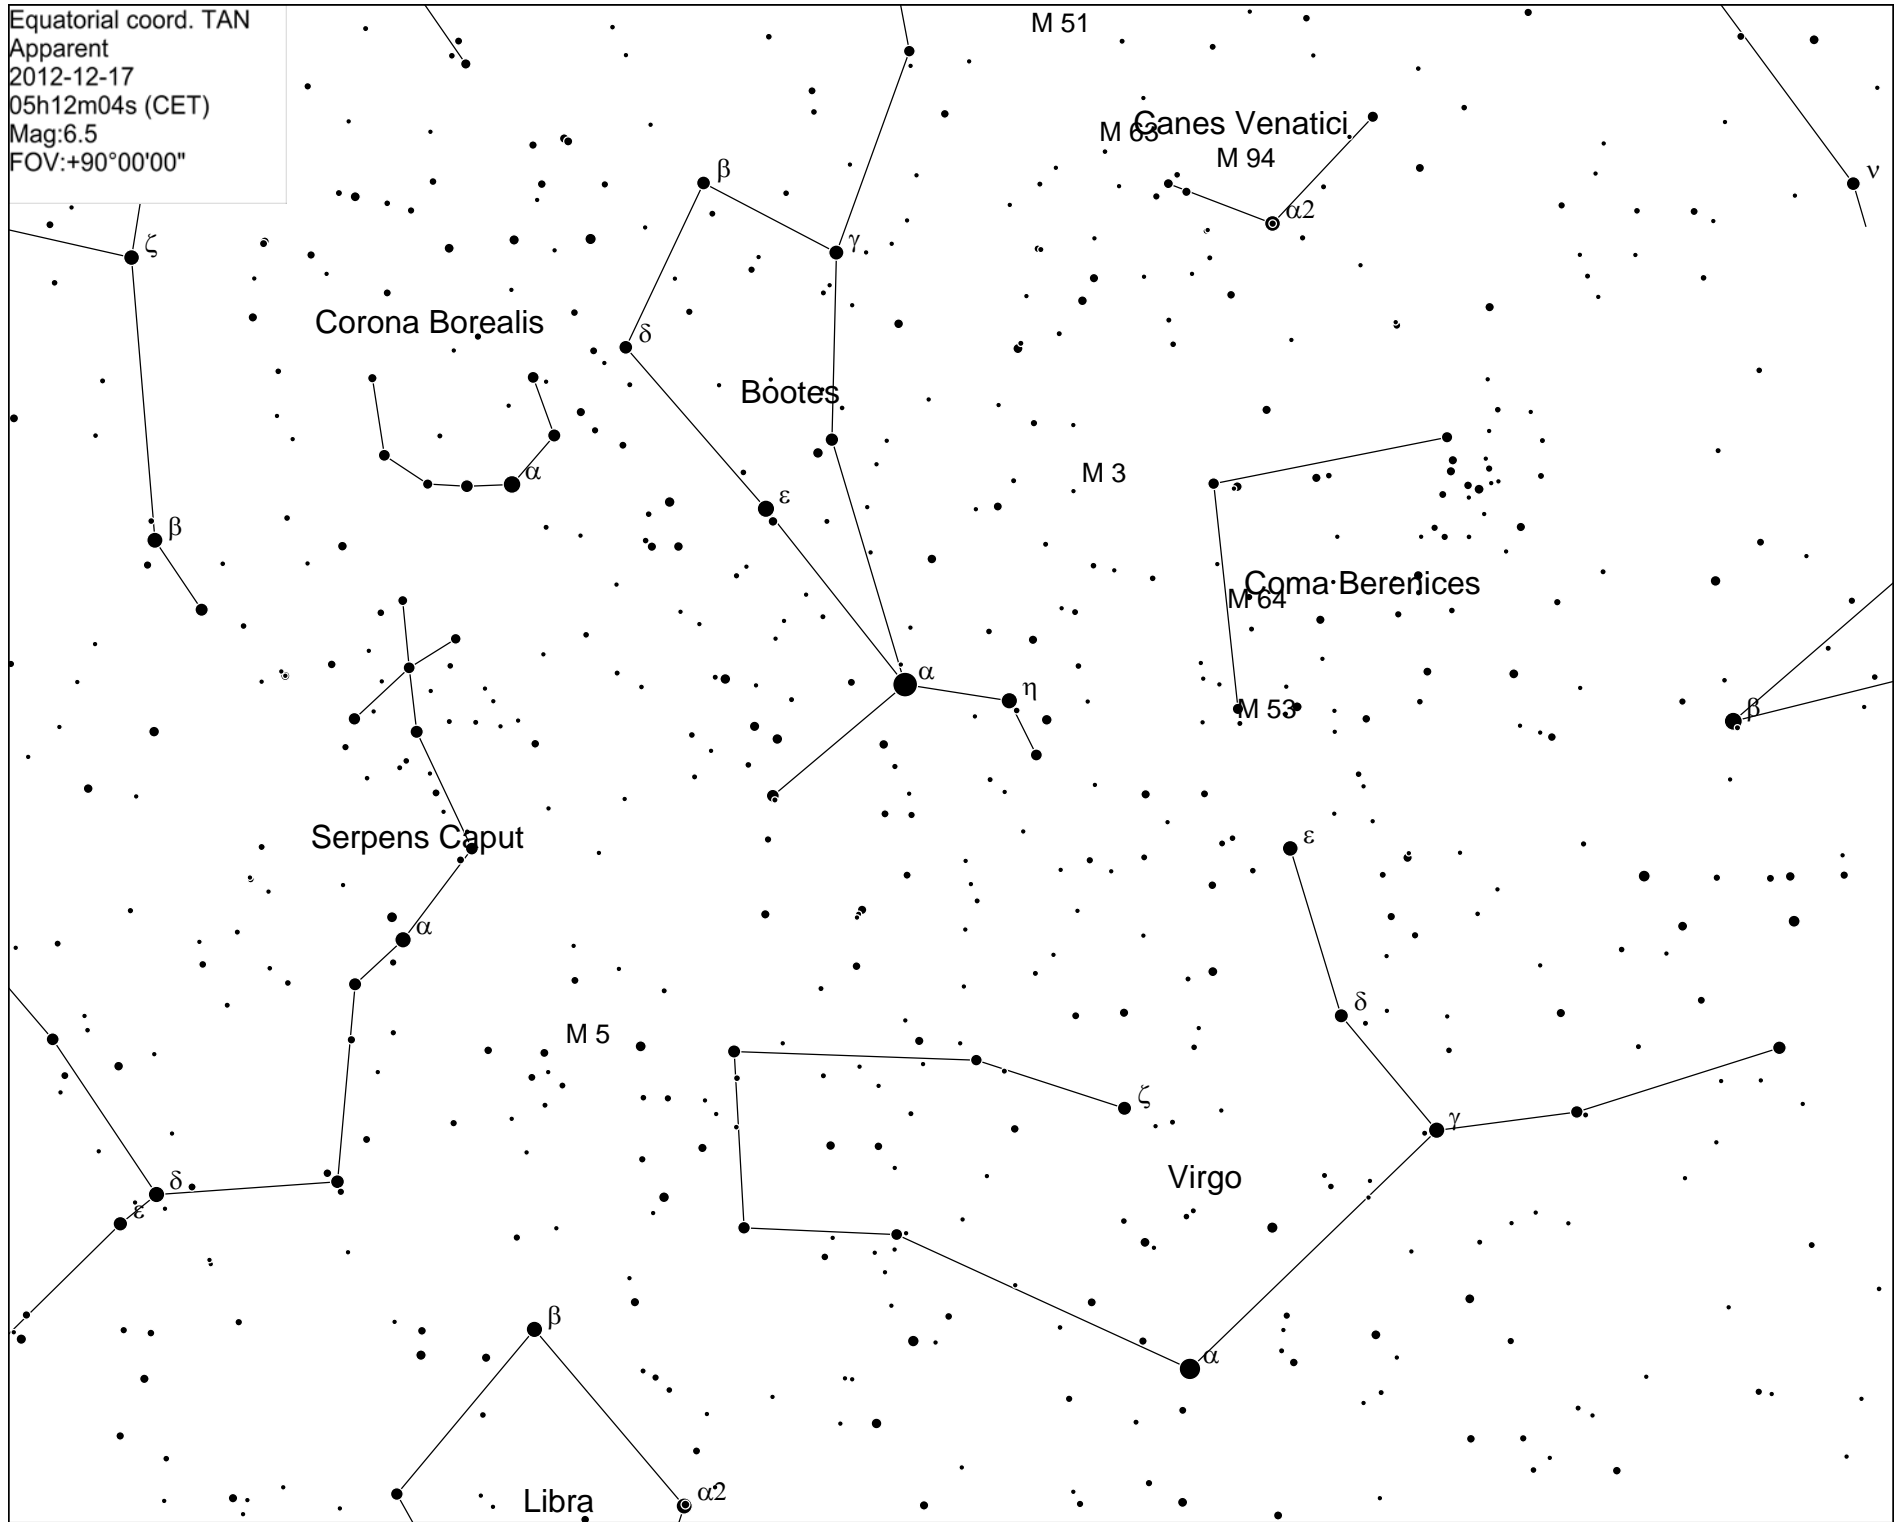 Equatorial coord. TAN
Apparent
2012-12-17
05h12m04s (CET)
Mag:6.5
FOV:+90°00'00"
M 51
Canes Venatici
M 63
M 94
β
ν
α2
ζ
γ
Corona Borealis
δ
Bootes
α
M 3
ε
β
Coma Berenices
M 64
α
η
M 53
β
Serpens Caput
ε
α
δ
M 5
ζ
γ
Virgo
δ
ε
β
α
Libra
α2